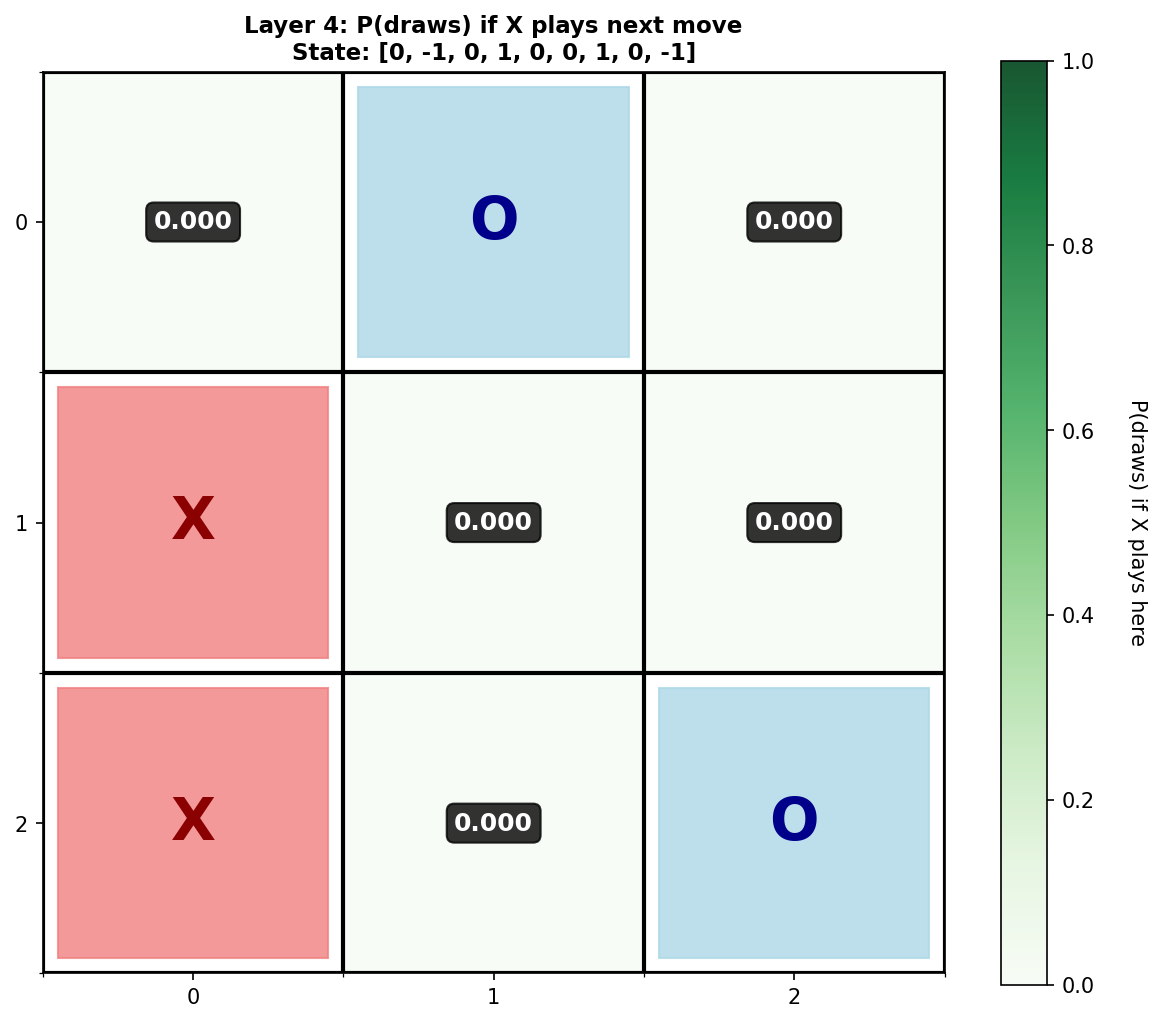 Layer 4: P(draws) if X plays next move
State: [0, -1, 0, 1, 0, 0, 1, 0, -1]
0.000
O
0.000
X
0.000
0.000
X
0.000
O
0
1
2
0
1
2
1.0
0.8
0.6
0.4
0.2
0.0
P(draws) if X plays here